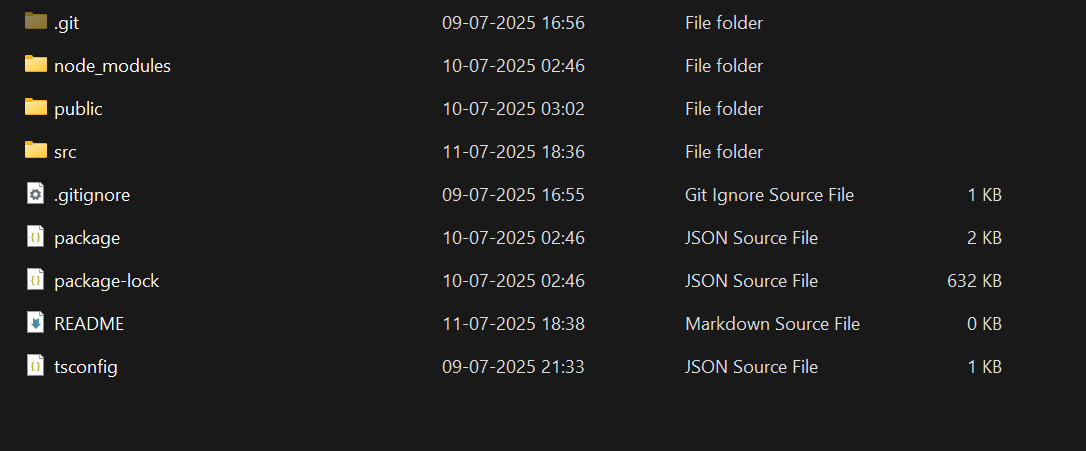 .git 09-07-2025 16:56 File folder
node_modules 10-07-2025 02:46 File folder
public 10-07-2025 03:02 File folder
src 11-07-2025 18:36 File folder
.gitignore 09-07-2025 16:55 Git Ignore Source File 1 KB
package 10-07-2025 02:46 JSON Source File 2 KB
package-lock 10-07-2025 02:46 JSON Source File 632 KB
README 11-07-2025 18:38 Markdown Source File 0 KB
tsconfig 09-07-2025 21:33 JSON Source File 1 KB